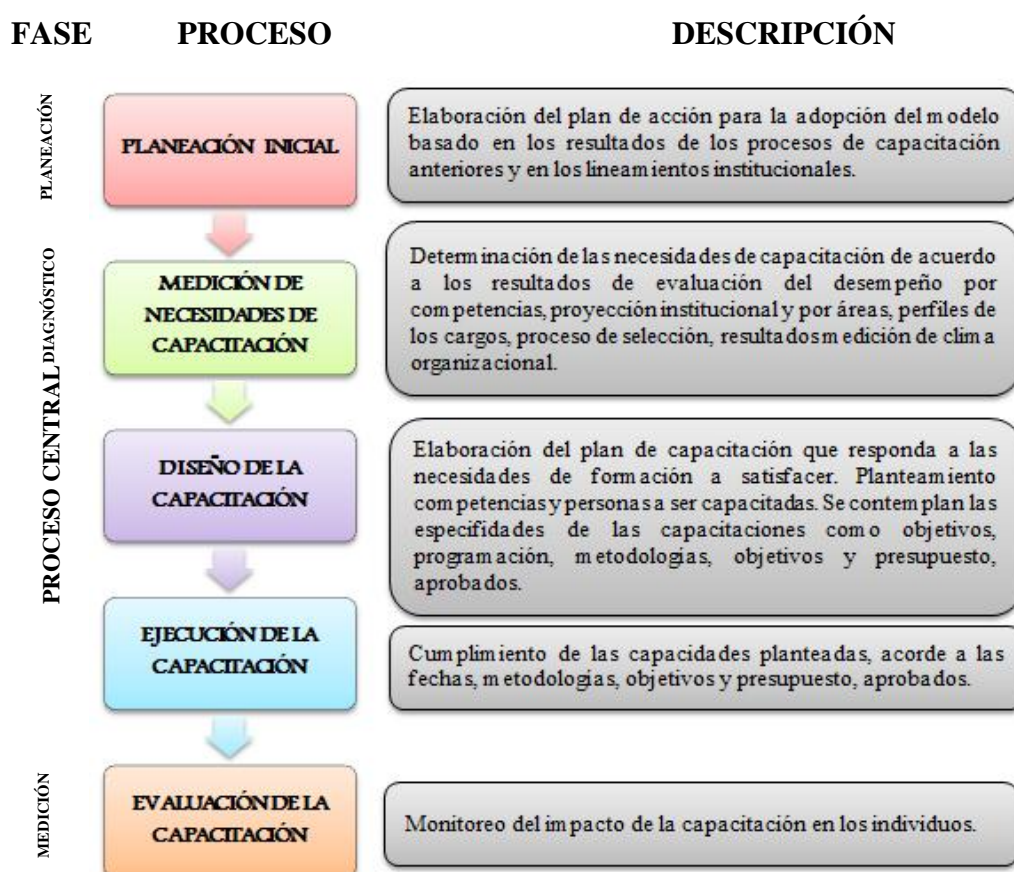 FASE PROCESO DESCRIPCIÓN
PLANEACIÓN
PLANEACIÓN INICIAL
Elaboración del plan de acción para la adopción del modelo
basado en los resultados de los procesos de capacitación
anteriores y en los lineamientos institucionales.
PROCESO CENTRAL DIAGNÓSTICO
MEDICIÓN DE
NECESIDADES DE
CAPACITACIÓN
Determinación de las necesidades de capacitación de acuerdo
a los resultados de evaluación del desempeño por
competencias, proyección institucional y por áreas, perfiles de
los cargos, proceso de selección, resultados medición de clima
organizacional.
DISEÑO DE LA
CAPACITACIÓN
Elaboración del plan de capacitación que responda a las
necesidades de formación a satisfacer. Planteamiento
competencias y personas a ser capacitadas. Se contemplan las
especifidades de las capacitaciones como objetivos,
programación, metodologías, objetivos y presupuesto,
aprobados.
EJECUCIÓN DE LA
CAPACITACIÓN
Cumplimiento de las capacidades planteadas, acorde a las
fechas, metodologías, objetivos y presupuesto, aprobados.
MEDICIÓN
EVALUACIÓN DE LA
CAPACITACIÓN
Monitoreo del impacto de la capacitación en los individuos.